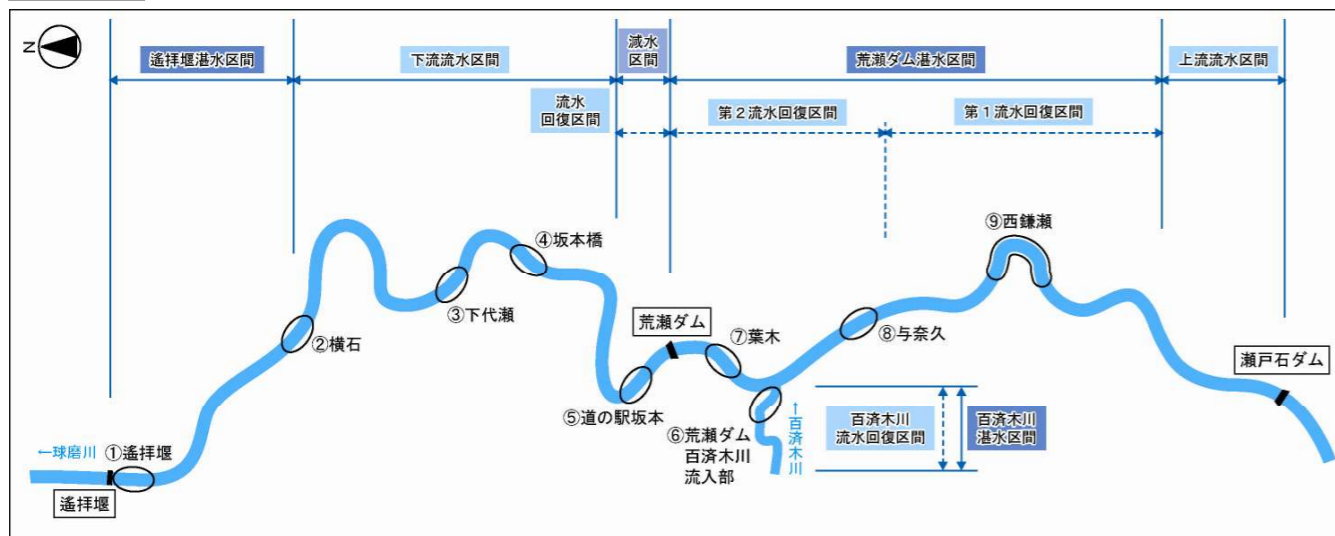 N
遙拝堰湛水区間
下流流水区間
減水
区間
荒瀬ダム湛水区間
上流流水区間
流水
回復区間
第2流水回復区間
第1流水回復区間
⑨西鎌瀬
④坂本橋
③下代瀬
②横石
荒瀬ダム
⑦葉木
⑧与奈久
瀬戸石ダム
⑤道の駅坂本
⑥荒瀬ダム
百済木川
流入部
↑百済木川
百済木川
流水回復区間
百済木川
湛水区間
←球磨川
①遙拝堰
遙拝堰